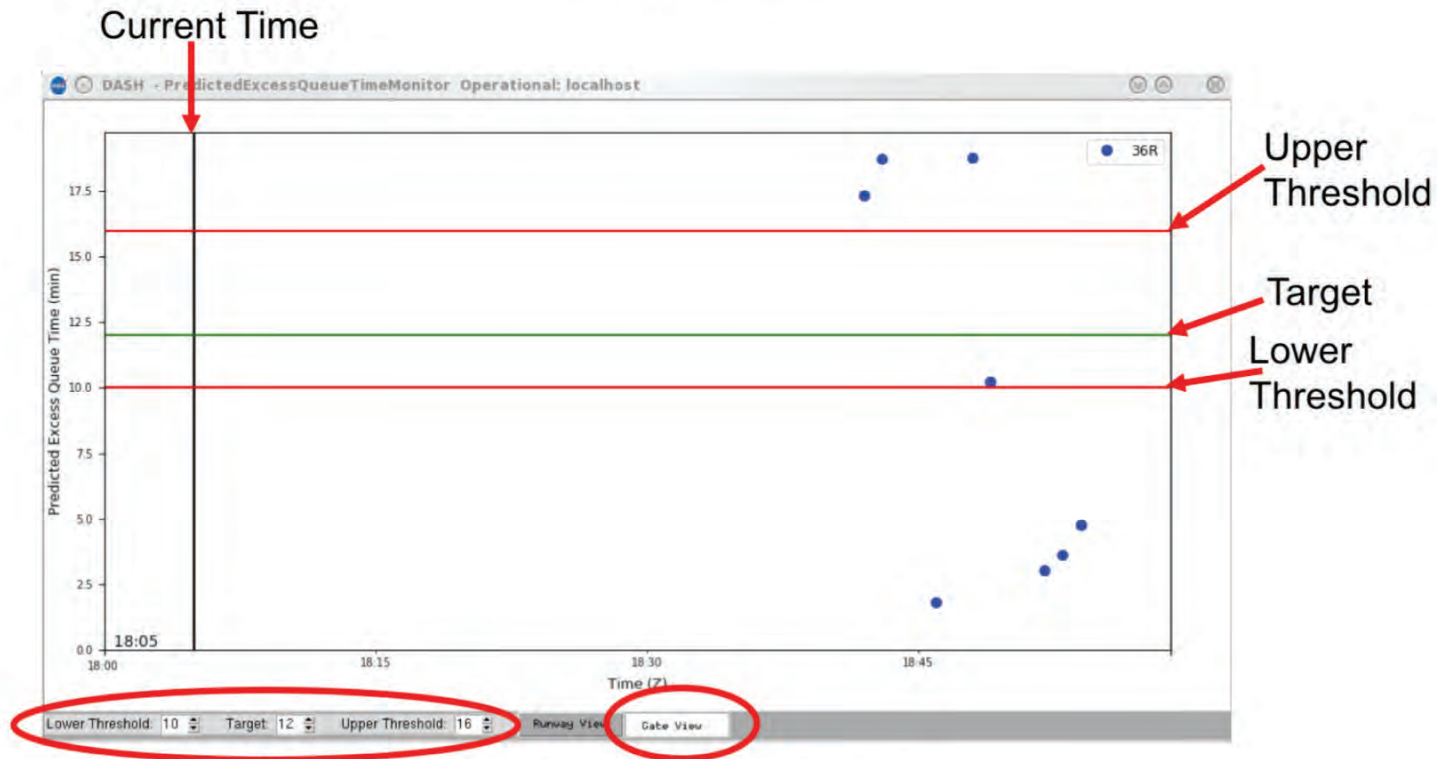 Current Time
DASH - PredictedExcessQueueTimeMonitor Operational: localhost
36R
Upper
Threshold
Target
Lower
Threshold
Predicted Excess Queue Time (min)
17.5
15.0
12.5
10.0
7.5
5.0
2.5
0.0
18:05
18:00
18:15
18:30
18:45
Time (Z)
Lower Threshold: 10 Target: 12 Upper Threshold: 16 Runway View Gate View